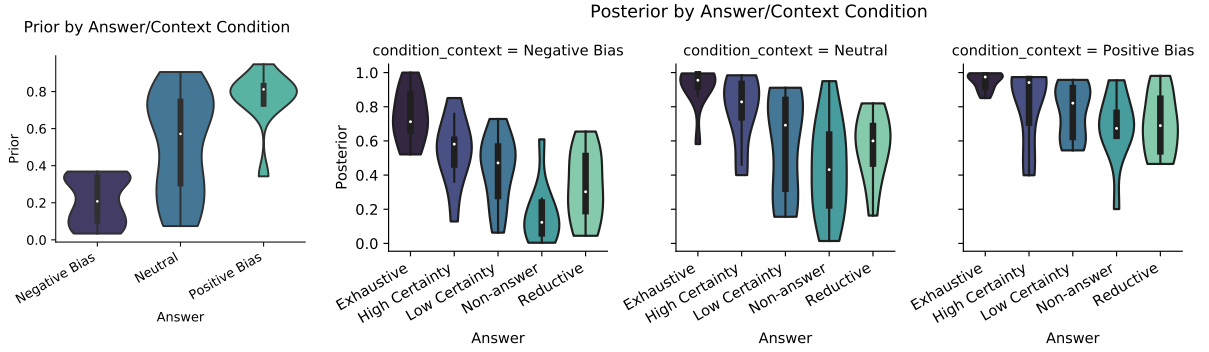 Prior by Answer/Context Condition
Prior
0.8
0.6
0.4
0.2
0.0
Negative Bias
Neutral
Positive Bias
Answer
Posterior by Answer/Context Condition
condition_context = Negative Bias
Posterior
1.0
0.8
0.6
0.4
0.2
0.0
Exhaustive
High Certainty
Low Certainty
Non-answer
Reductive
Answer
condition_context = Neutral
Exhaustive
High Certainty
Low Certainty
Non-answer
Reductive
Answer
condition_context = Positive Bias
Exhaustive
High Certainty
Low Certainty
Non-answer
Reductive
Answer